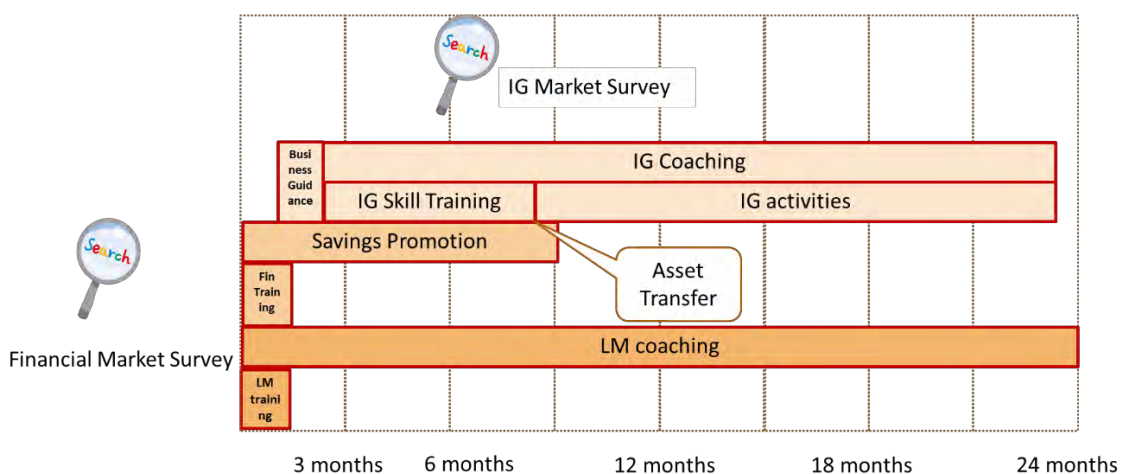 Search
IG Market Survey
Busi
ness
Guid
ance
IG Coaching
IG Skill Training
IG activities
Savings Promotion
Search
Asset
Transfer
Fin
Train
ing
Financial Market Survey
LM coaching
LM
traini
ng
3 months
6 months
12 months
18 months
24 months